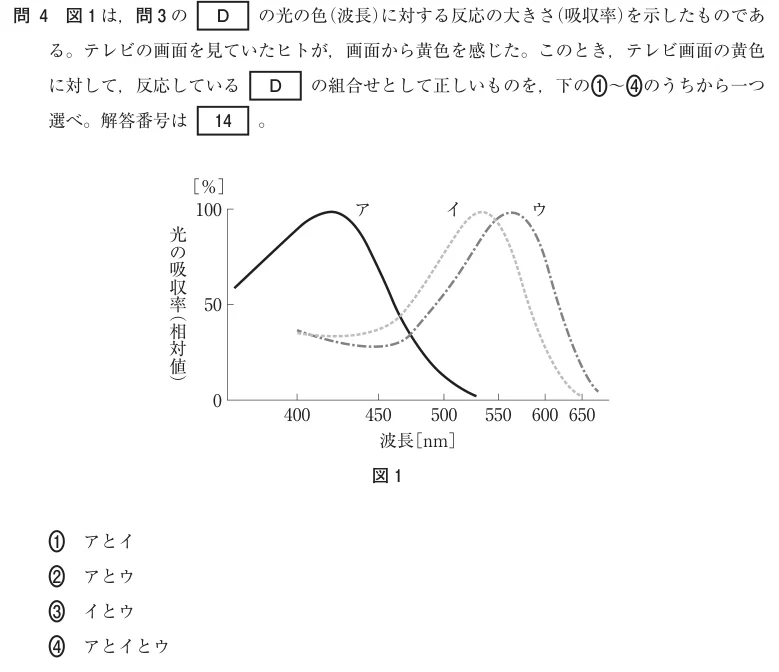 問 4 図1は，問3の D の光の色(波長)に対する反応の大きさ(吸収率)を示したものであ
る。テレビの画面を見ていたヒトが，画面から黄色を感じた。このとき，テレビ画面の黄色
に対して，反応している D の組合せとして正しいものを，下の①～④のうちから一つ
選べ。解答番号は 14 。
[%]
ア イ ウ
100
50
0
光の吸収率(相対値)
400 450 500 550 600 650
波長[nm]
図1
① アとイ
② アとウ
③ イとウ
④ アとイとウ